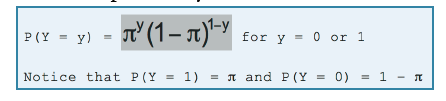 P(Y = y) = π^y (1 – π)^{1-y} for y = 0 or 1
Notice that P(Y = 1) = π and P(Y = 0) = 1 - π